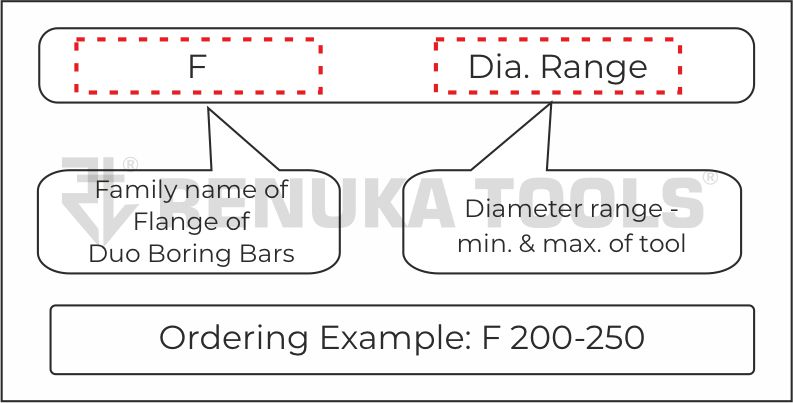 F Dia. Range
RENUKA TOOLS®
Family name of
Flange of
Duo Boring Bars
Diameter range -
min. & max. of tool
Ordering Example: F 200-250